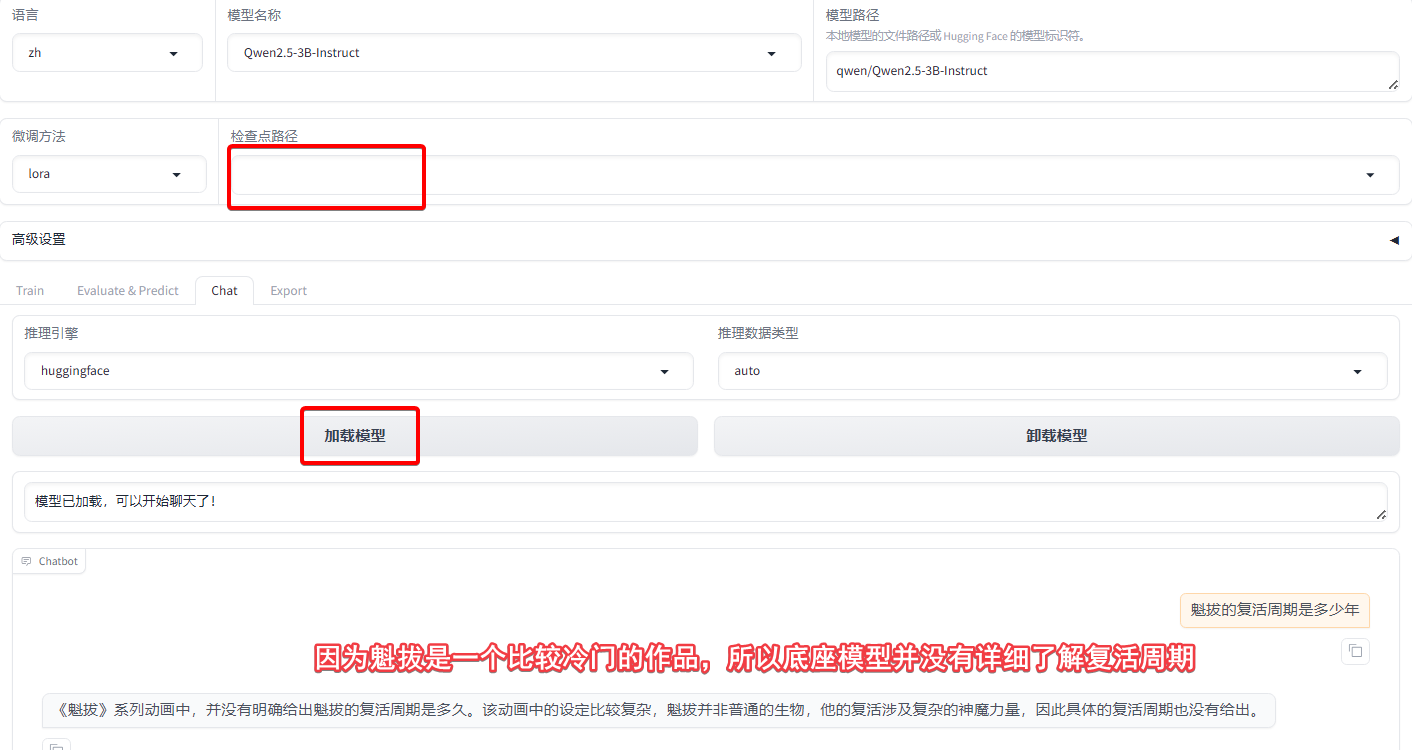 语言
模型名称
模型路径
本地模型的文件路径或 Hugging Face 的模型标识符。
zh
Qwen2.5-3B-Instruct
qwen/Qwen2.5-3B-Instruct
微调方法
检查点路径
lora
高级设置
Train
Evaluate & Predict
Chat
Export
推理引擎
推理数据类型
huggingface
auto
加载模型
卸载模型
模型已加载，可以开始聊天了！
Chatbot
魁拔的复活周期是多少年
因为魁拔是一个比较冷门的作品，所以底座模型并没有详细了解复活周期
《魁拔》系列动画中，并没有明确给出魁拔的复活周期是多久。该动画中的设定比较复杂，魁拔并非普通的生物，他的复活涉及复杂的神魔力量，因此具体的复活周期也没有给出。